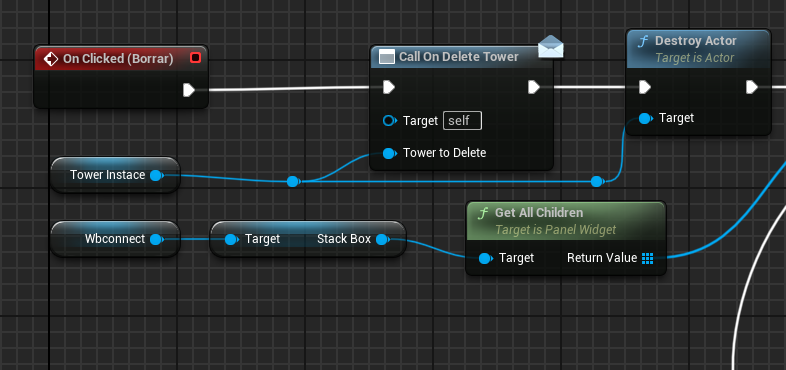 On Clicked (Borrar)
Call On Delete Tower
Target self
Tower to Delete
Destroy Actor
Target is Actor
Target
Tower Instace
Wbconnect
Target Stack Box
Get All Children
Target is Panel Widget
Target Return Value